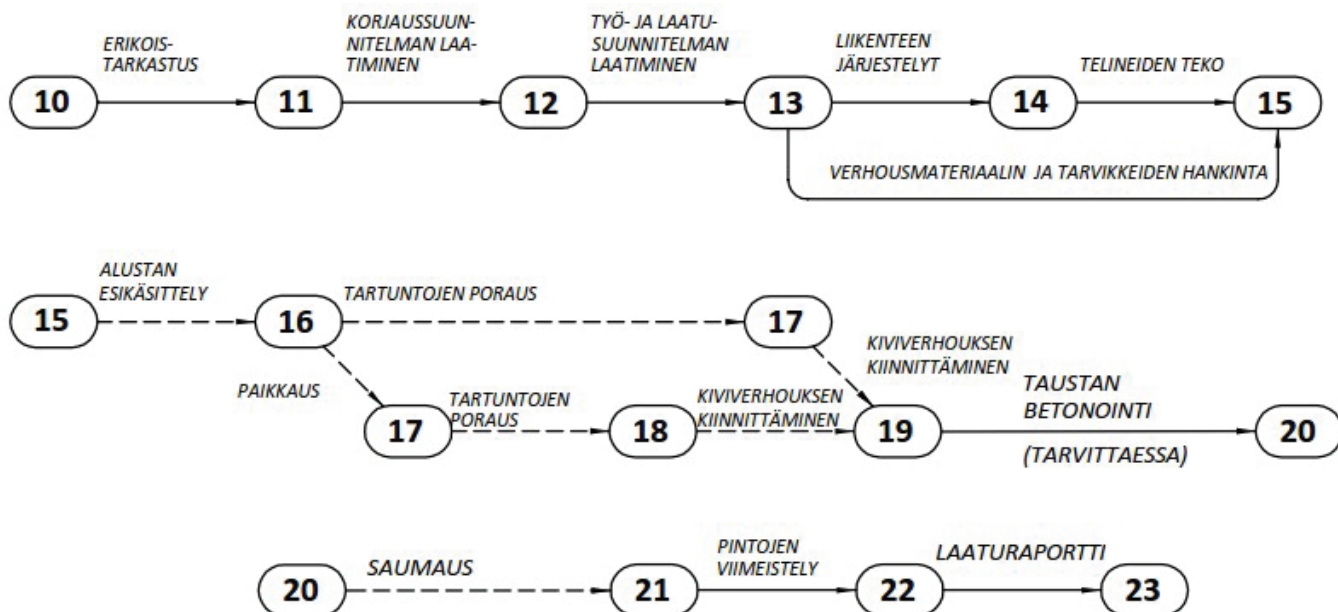 ERIKOIS-
TARKASTUS
KORJAUSSUUN-
NITELMAN LAA-
TIMINEN
TYÖ- JA LAATU-
SUUNNITELMAN
LAATIMINEN
LIIKENTEEN
JÄRJESTELYT
TELINEIDEN TEKO
10
11
12
13
14
15
VERHOUSMATERIAALIN JA TARVIKKEIDEN HANKINTA
ALUSTAN
ESIKÄSITTELY
TARTUNTOJEN PORAUS
15
16
17
KIVIVERHOUKSEN
KIINNITTÄMINEN
PAIKKAUS
TARTUNTOJEN
PORAUS
KIVIVERHOUKSEN
KIINNITTÄMINEN
TAUSTAN
BETONOINTI
17
18
19
20
(TARVITTAESSA)
SAUMAUS
PINTOJEN
VIIMEISTELY
LAATURAPORTTI
20
21
22
23